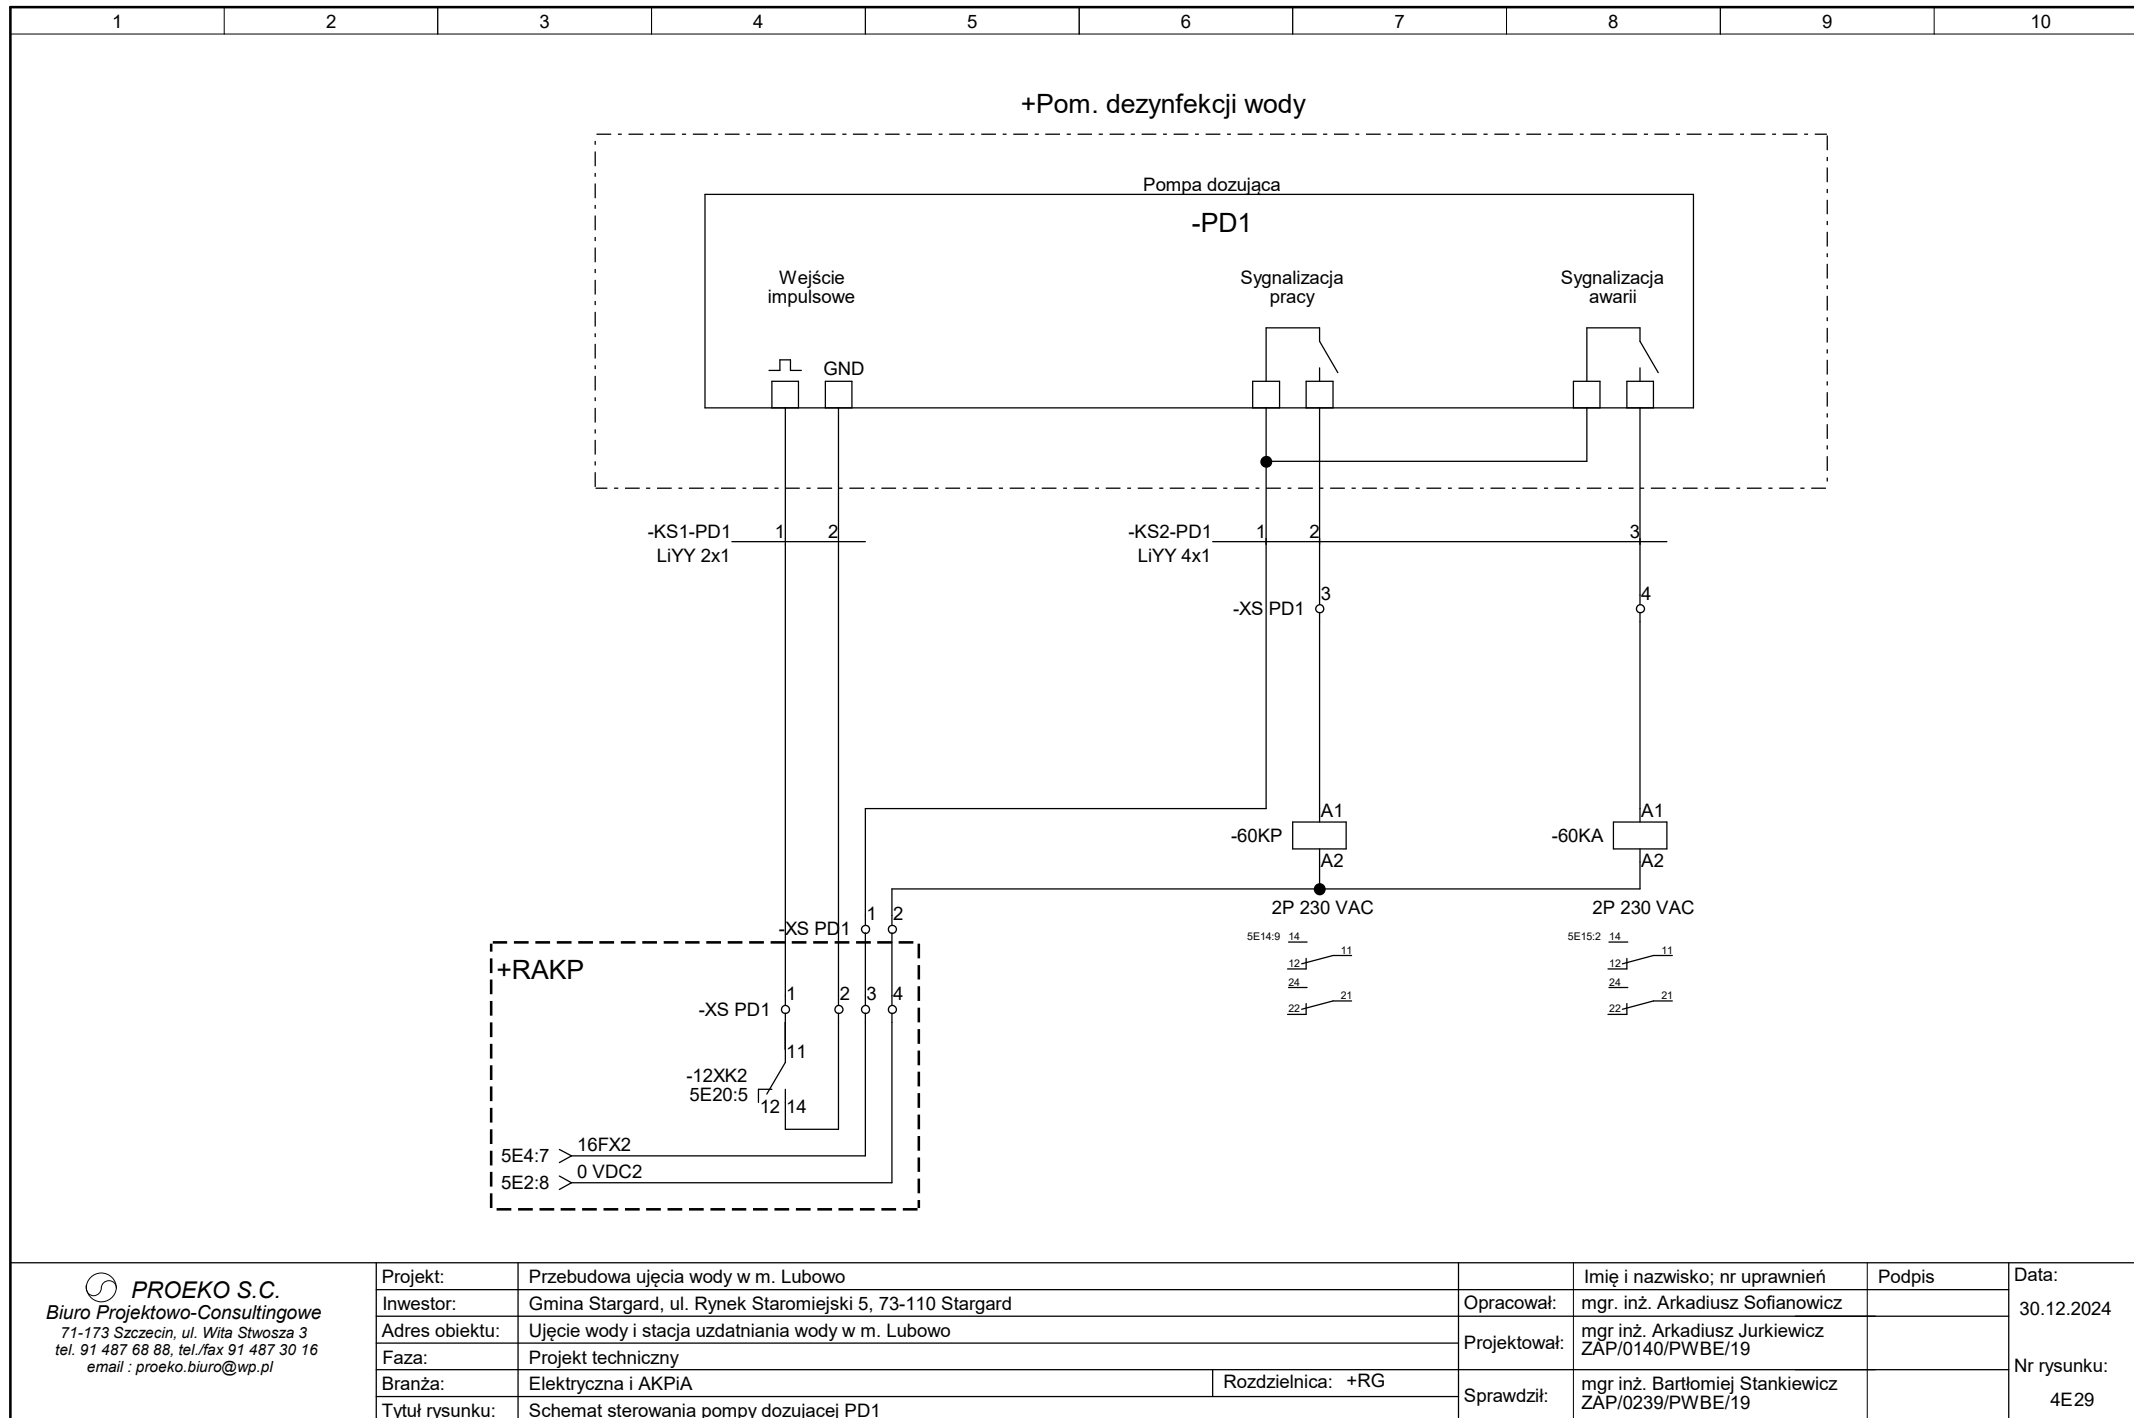 1 2 3 4 5 6 7 8 9 10
+Pom. dezynfekcji wody
Pompa dozująca
-PD1
Wejście
impulsowe
Sygnalizacja
pracy
Sygnalizacja
awarii
GND
-KS1-PD1 1 2
LiYY 2x1
-KS2-PD1 1 2 3
LiYY 4x1
-XS PD1 3 4
A1 A1
-60KP -60KA
A2 A2
2P 230 VAC 2P 230 VAC
-XS PD1 1 2
5E14:9 14
11
12
24
21
22
5E15:2 14
11
12
24
21
22
+RAKP
-XS PD1 1 2 3 4
11
-12XK2
5E20:5
12 14
5E4:7 16FX2
5E2:8 0 VDC2
PROEKO S.C.
Biuro Projektowo-Consultingowe
71-173 Szczecin, ul. Wita Stwosza 3
tel. 91 487 68 88, tel./fax 91 487 30 16
email : proeko.biuro@wp.pl
Projekt: Przebudowa ujęcia wody w m. Lubowo
Inwestor: Gmina Stargard, ul. Rynek Staromiejski 5, 73-110 Stargard
Adres obiektu: Ujęcie wody i stacja uzdatniania wody w m. Lubowo
Faza: Projekt techniczny
Branża: Elektryczna i AKPiA Rozdzielnica: +RG
Tytuł rysunku: Schemat sterowania pompy dozującej PD1
Imię i nazwisko; nr uprawnień Podpis
Opracował: mgr. inż. Arkadiusz Sofianowicz
Projektował: mgr inż. Arkadiusz Jurkiewicz
ZAP/0140/PWBE/19
Sprawdził: mgr inż. Bartłomiej Stankiewicz
ZAP/0239/PWBE/19
Data:
30.12.2024
Nr rysunku:
4E29